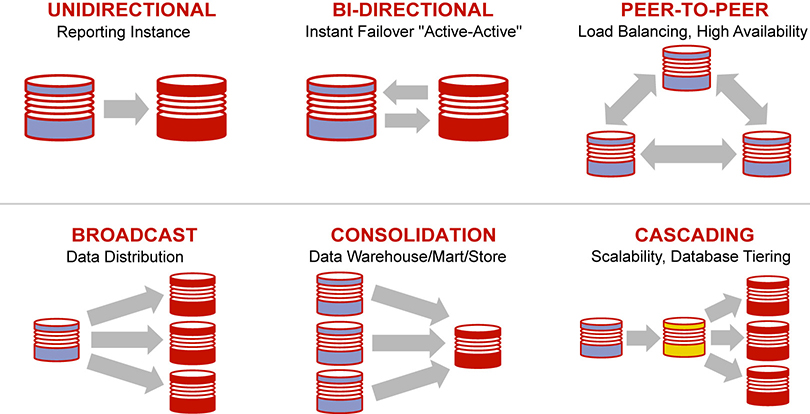 UNIDIRECTIONAL
Reporting Instance
BI-DIRECTIONAL
Instant Failover "Active-Active"
PEER-TO-PEER
Load Balancing, High Availability
BROADCAST
Data Distribution
CONSOLIDATION
Data Warehouse/Mart/Store
CASCADING
Scalability, Database Tiering